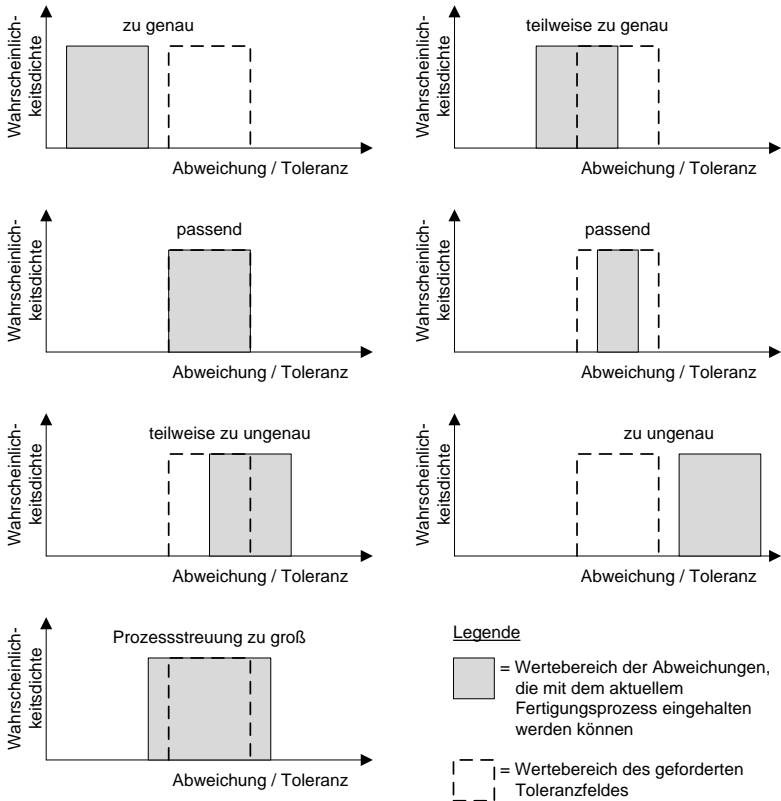 zu genau
Wahrscheinlich-
keitsdichte
Abweichung / Toleranz
teilweise zu genau
Wahrscheinlich-
keitsdichte
Abweichung / Toleranz
passend
Wahrscheinlich-
keitsdichte
Abweichung / Toleranz
passend
Wahrscheinlich-
keitsdichte
Abweichung / Toleranz
teilweise zu ungenau
Wahrscheinlich-
keitsdichte
Abweichung / Toleranz
zu ungenau
Wahrscheinlich-
keitsdichte
Abweichung / Toleranz
Prozessstreuung zu groß
Wahrscheinlich-
keitsdichte
Abweichung / Toleranz
Legende
= Wertebereich der Abweichungen,
die mit dem aktuellem
Fertigungsprozess eingehalten
werden können
= Wertebereich des geforderten
Toleranzfeldes